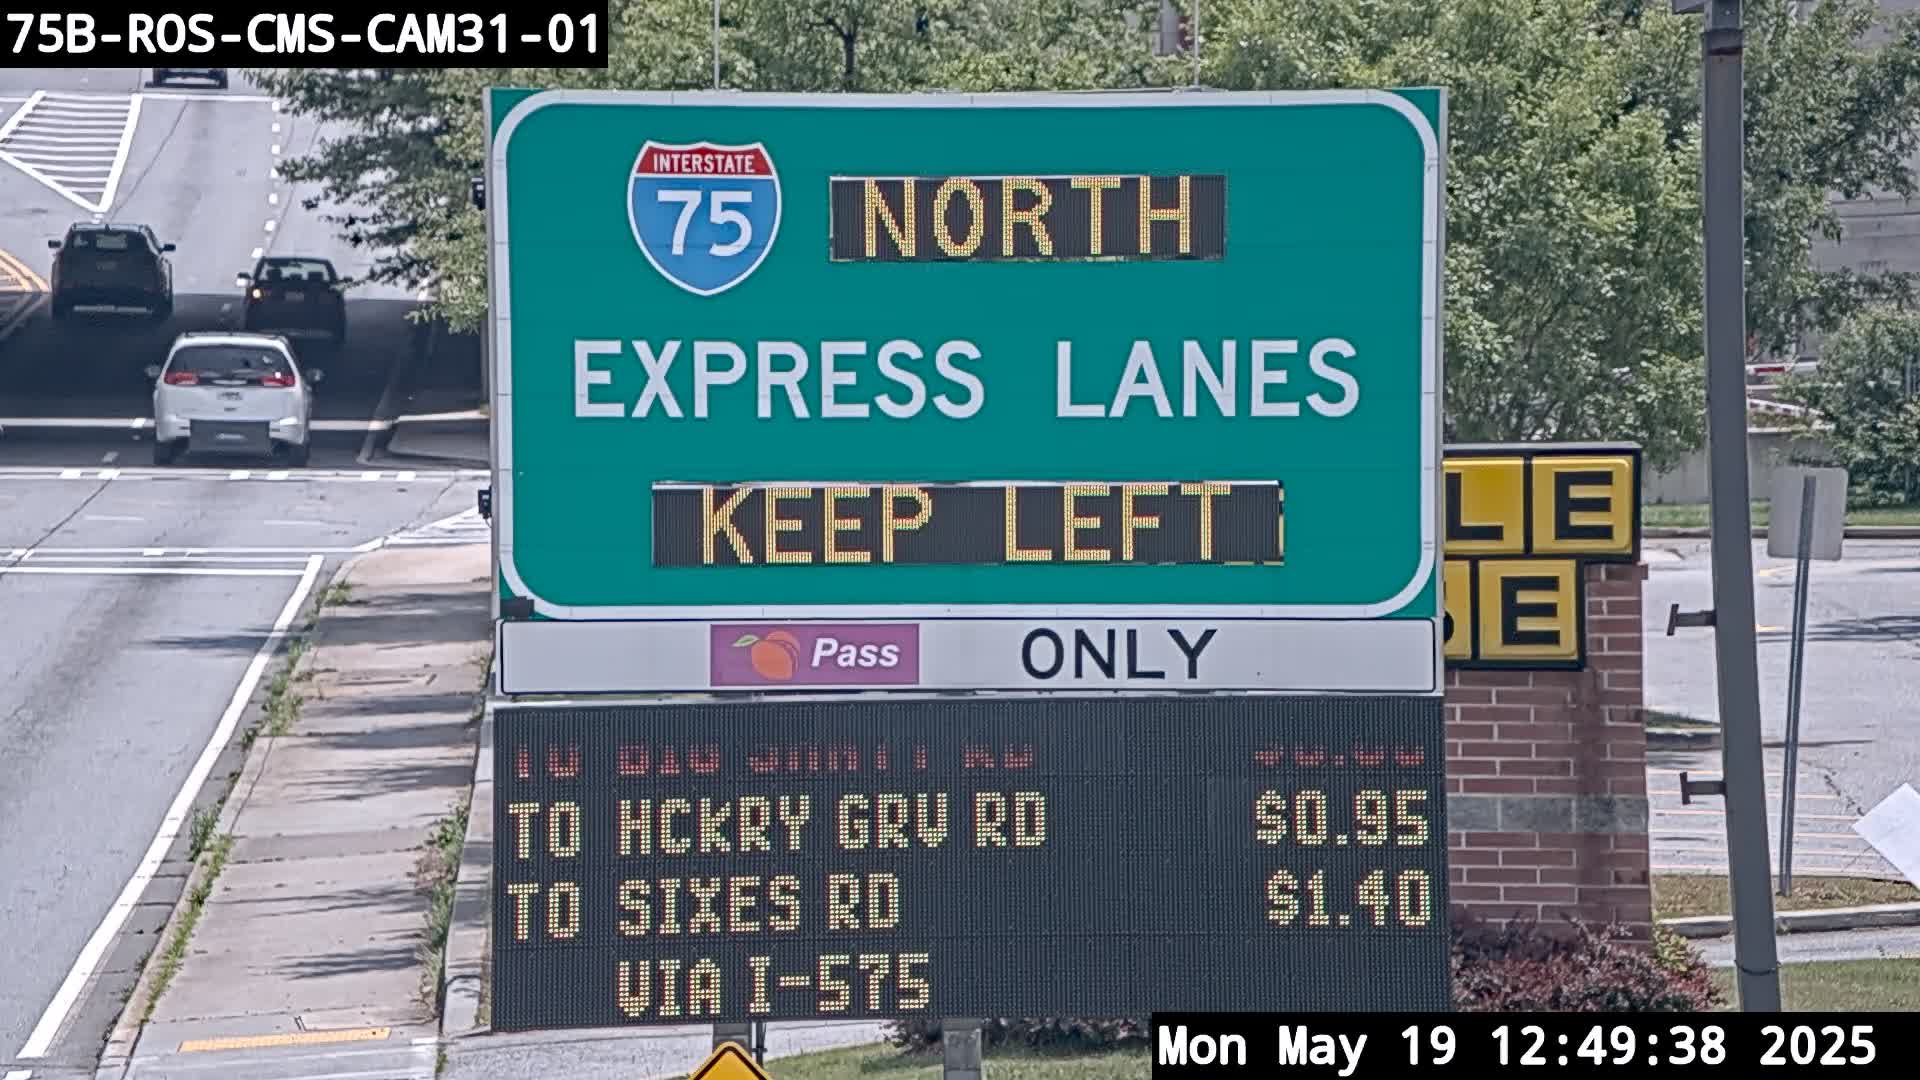 75B-ROS-CMS-CAM31-01
INTERSTATE
75
NORTH
EXPRESS LANES
KEEP LEFT
Pass ONLY
LE
E
TO HCKRY GRV RD $0.95
TO SIXES RD $1.40
VIA I-575
Mon May 19 12:49:38 2025